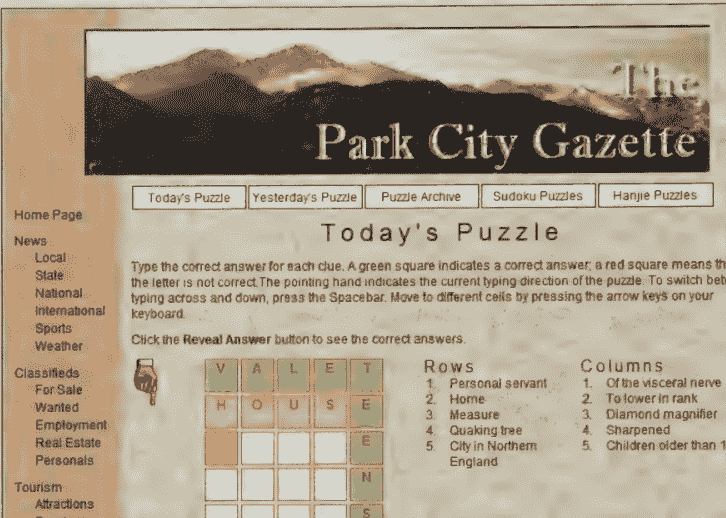 The
Park City Gazette
Today's Puzzle
Yesterday's Puzzle
Puzzle Archive
Sudoku Puzzles
Hanjie Puzzles
Home Page
News
Local
State
National
International
Sports
Weather
Classifieds
For Sale
Wanted
Employment
Real Estate
Personals
Tourism
Attractions
Today's Puzzle
Type the correct answer for each clue. A green square indicates a correct answer; a red square means th
the letter is not correct.The pointing hand indicates the current typing direction of the puzzle. To switch bet
typing across and down, press the Spacebar. Move to different cells by pressing the arrow keys on your
keyboard.
Click the Reveal Answer button to see the correct answers.
V A L E T
H O U S E
E
N
S
Rows
1. Personal servant
2. Home
3. Measure
4. Quaking tree
5. City in Northern
England
Columns
1. Of the visceral nerve
2. To lower in rank
3. Diamond magnifier
4. Sharpened
5. Children older than 1